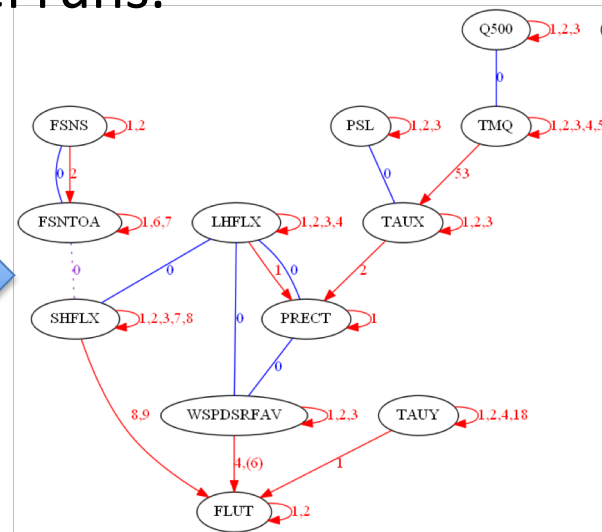 Q500 1,2,3
0
FSNS 1,2 PSL 1,2,3 TMQ 1,2,3,4,5
0 2 0 53
FSNTOA 1,6,7 LHFLX 1,2,3,4 TAUX 1,2,3
0 0 1 0 2
SHFLX 1,2,3,7,8 0 PRECT 1
0
8,9 WSPDSRFAV 1,2,3 TAUY 1,2,4,18
4,(6) 1
FLUT 1,2